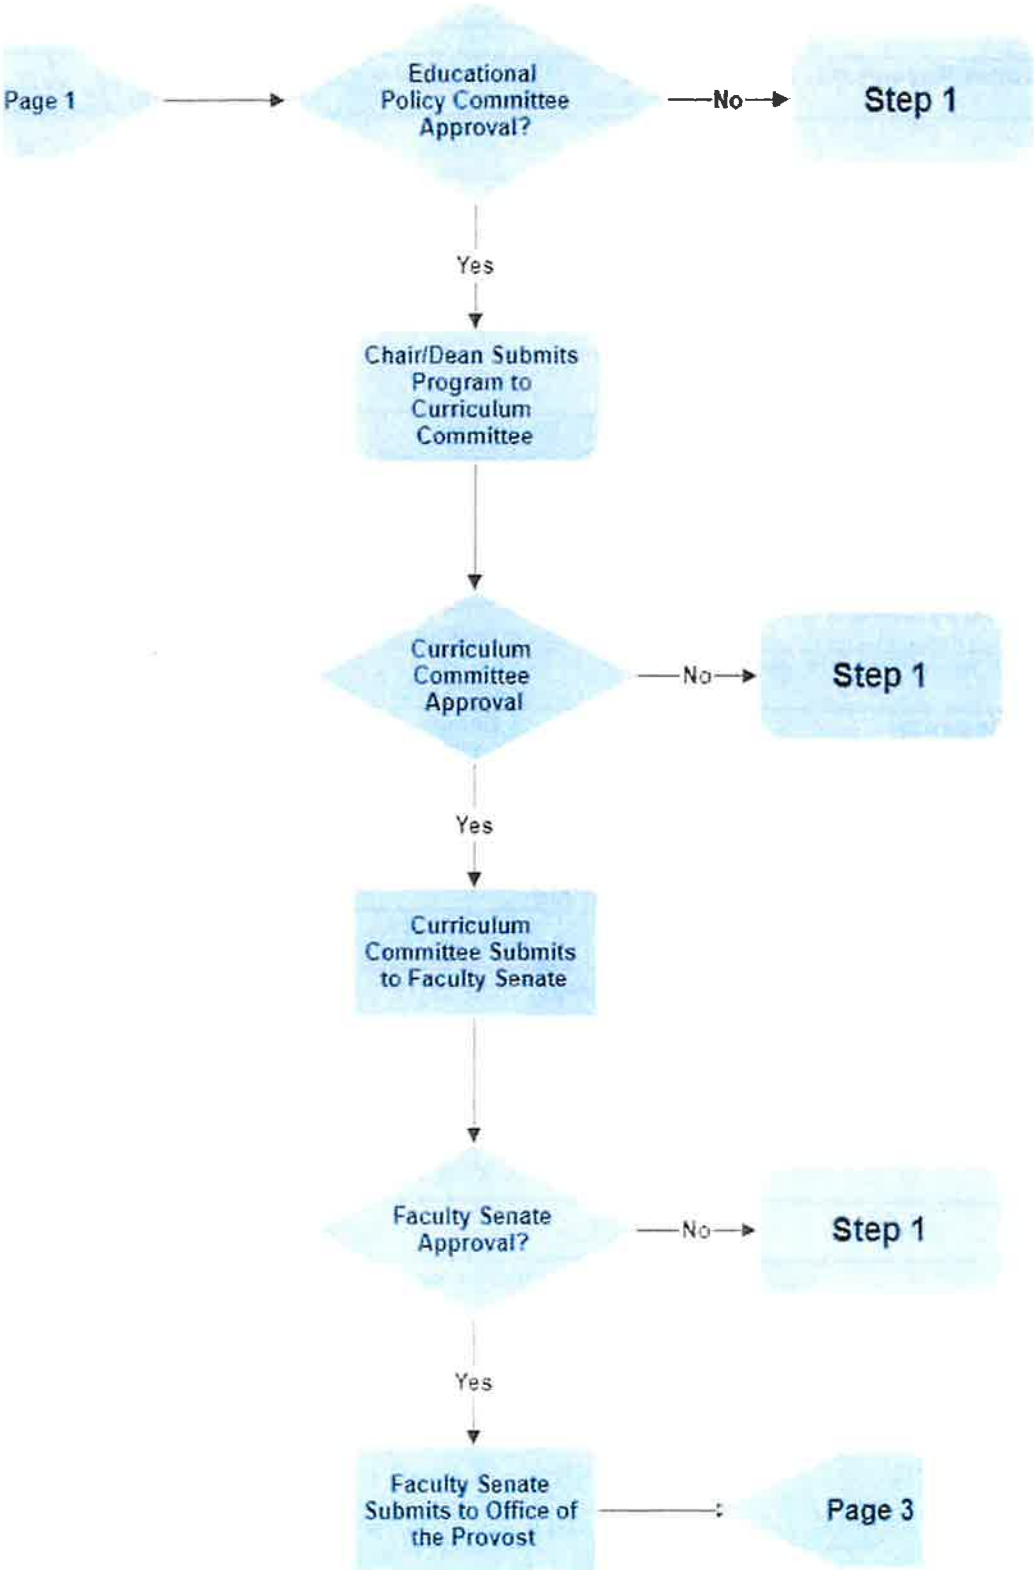 Page 1
Educational
Policy Committee
Approval?
No
Step 1
Yes
Chair/Dean Submits
Program to
Curriculum
Committee
Curriculum
Committee
Approval
No
Step 1
Yes
Curriculum
Committee Submits
to Faculty Senate
Faculty Senate
Approval?
No
Step 1
Yes
Faculty Senate
Submits to Office of
the Provost
Page 3